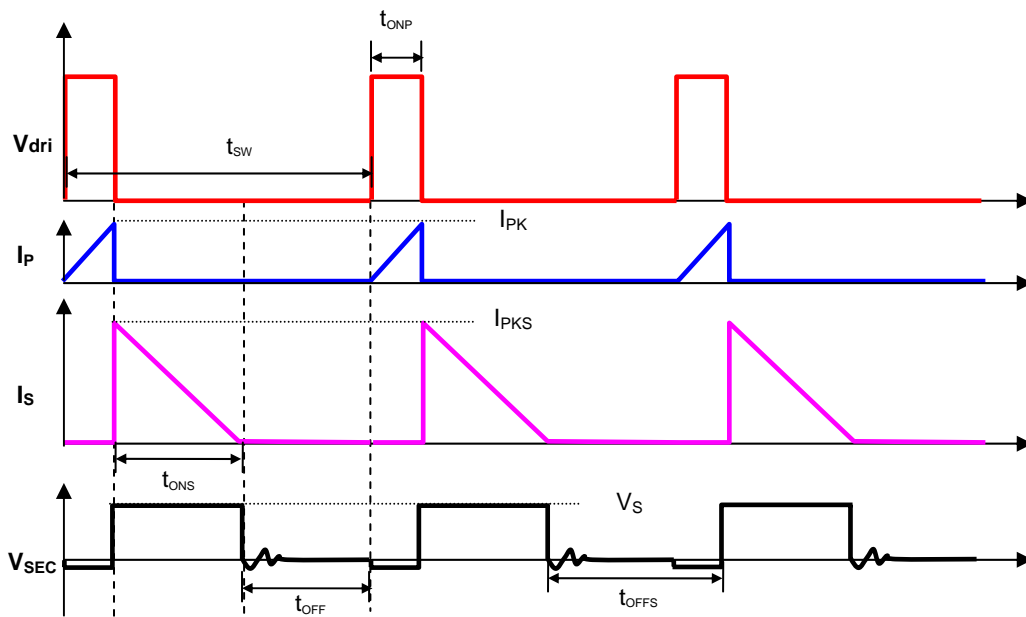 tONP
Vdri
tSW
IPK
IP
IPKS
IS
tONS
VS
VSEC
tOFF
tOFFS